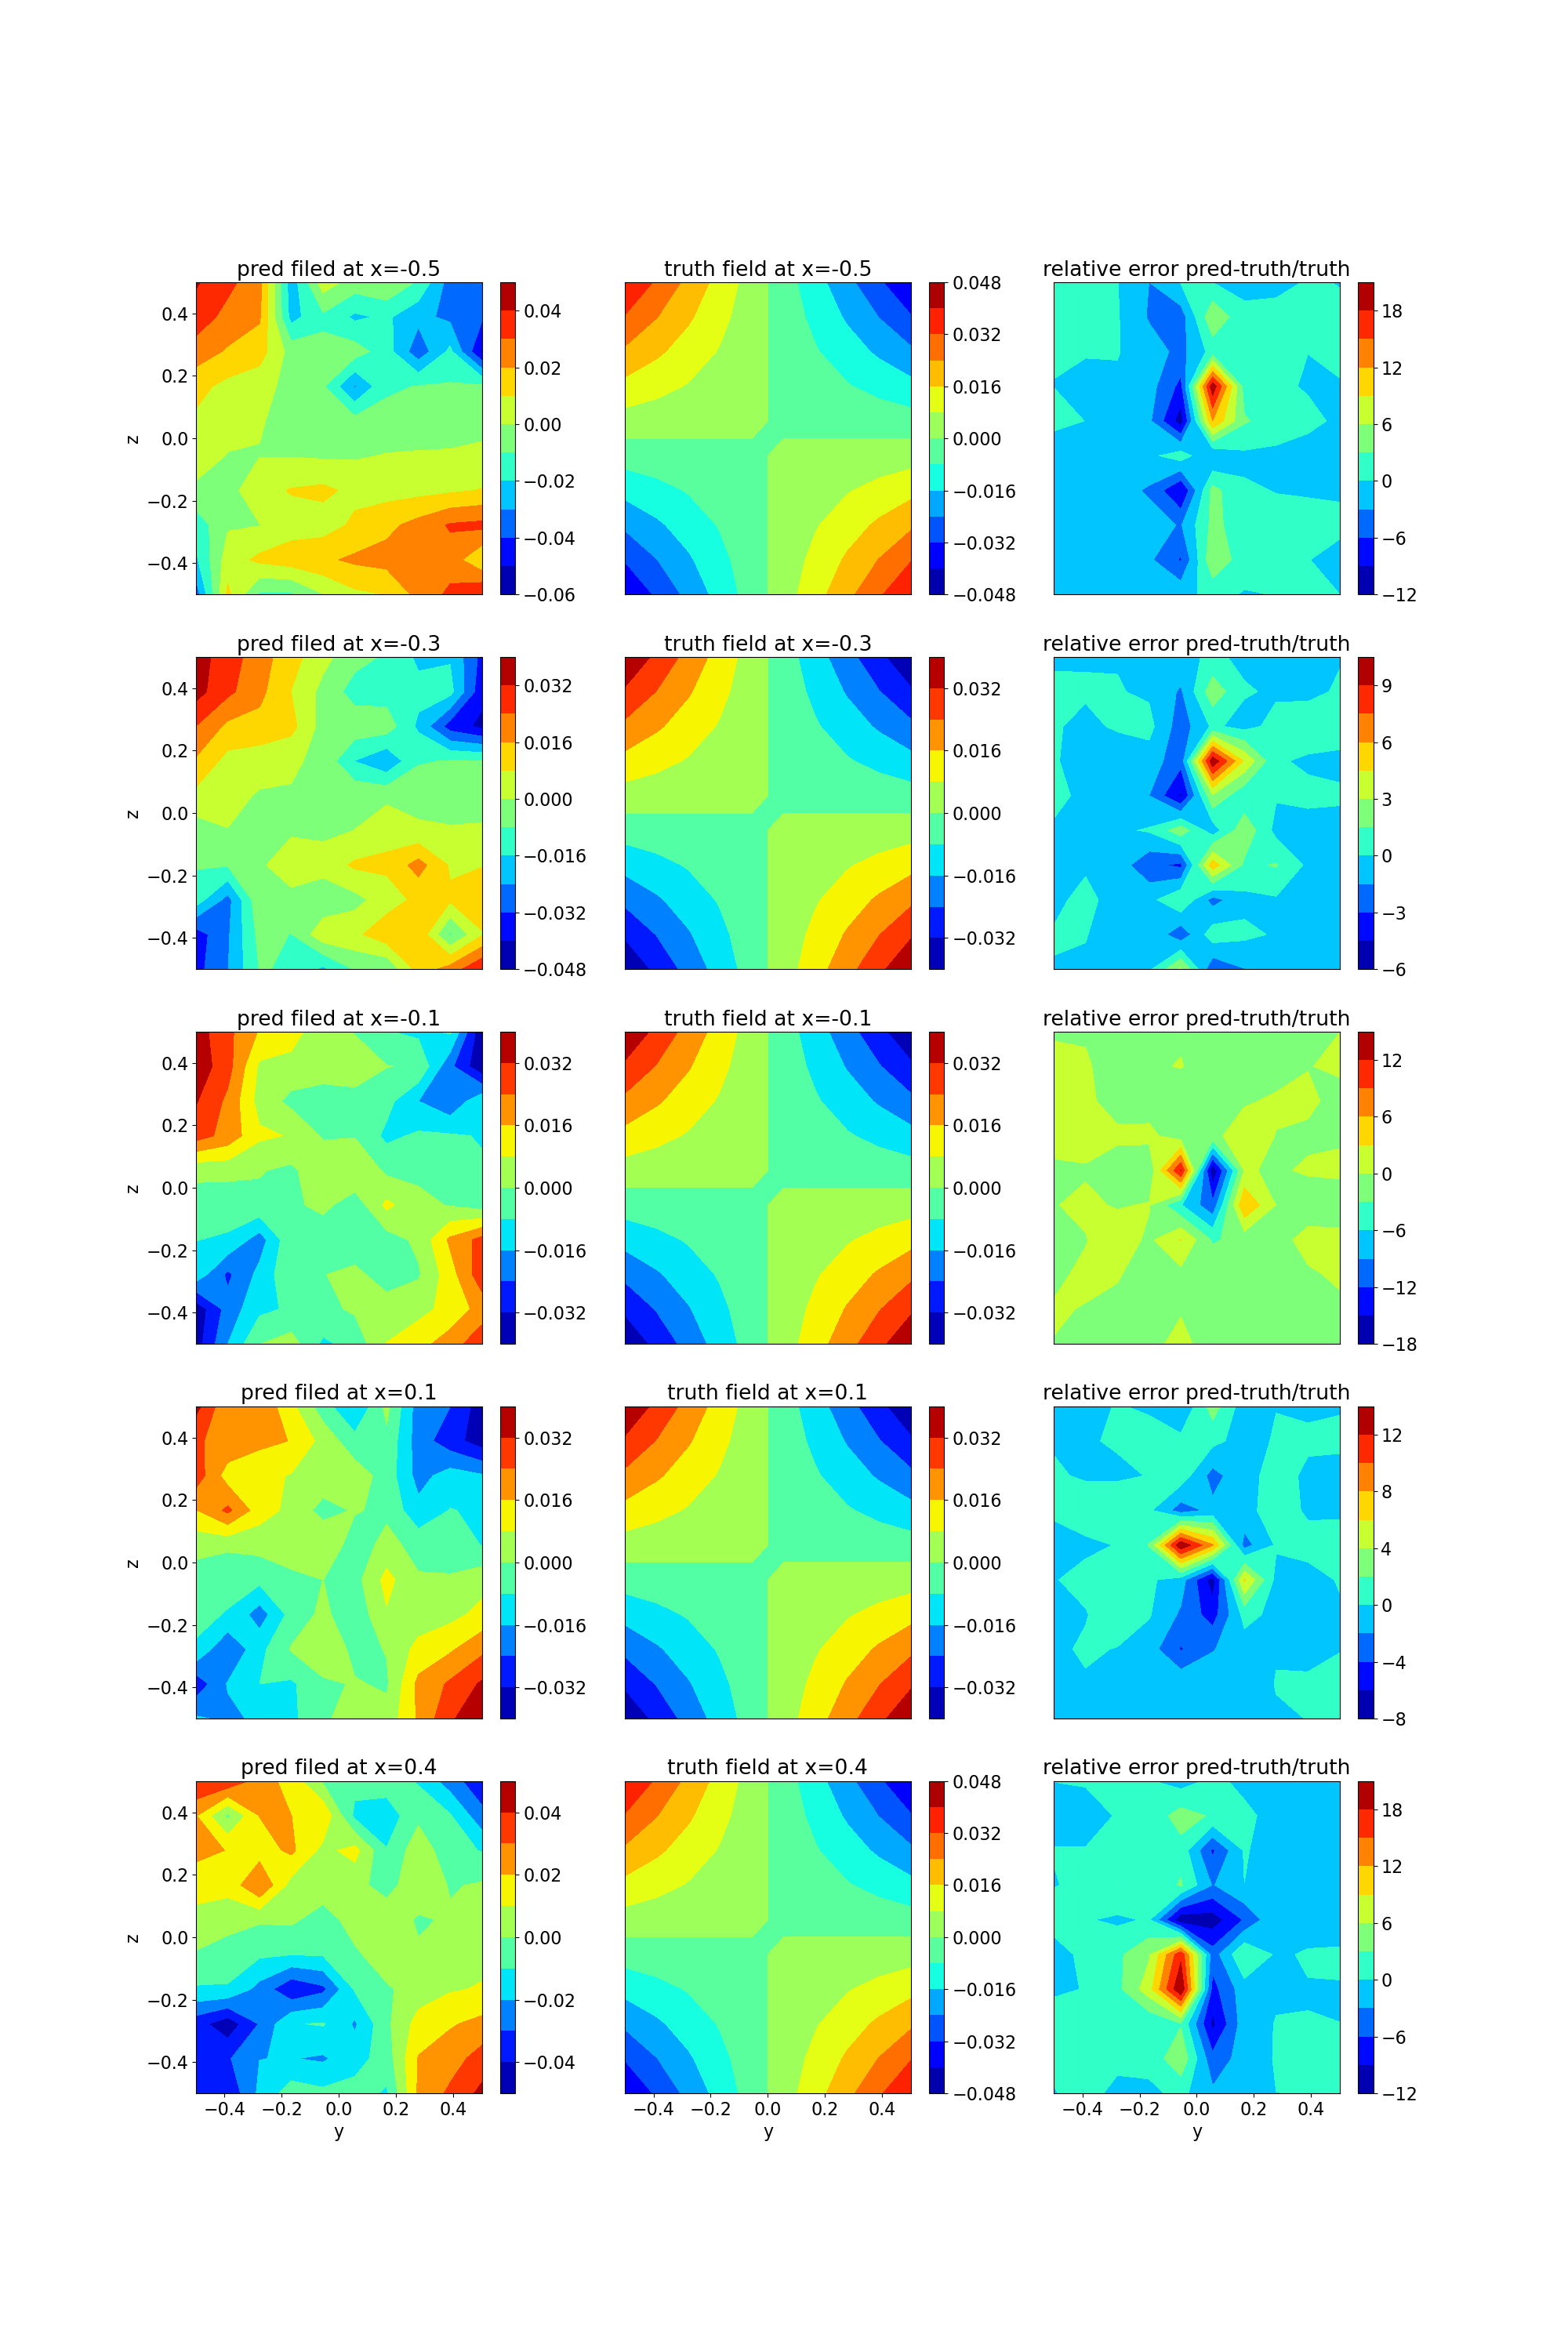 pred filed at x=-0.5 truth field at x=-0.5 relative error pred-truth/truth
0.4 0.2 0.0 −0.2 −0.4
z
0.04 0.02 0.00 −0.02 −0.04 −0.06
0.048 0.032 0.016 0.000 −0.016 −0.032 −0.048
18 12 6 0 −6 −12
pred filed at x=-0.3 truth field at x=-0.3 relative error pred-truth/truth
0.4 0.2 0.0 −0.2 −0.4
z
0.032 0.016 0.000 −0.016 −0.032 −0.048
0.032 0.016 0.000 −0.016 −0.032
9 6 3 0 −3 −6
pred filed at x=-0.1 truth field at x=-0.1 relative error pred-truth/truth
0.4 0.2 0.0 −0.2 −0.4
z
0.032 0.016 0.000 −0.016 −0.032
0.032 0.016 0.000 −0.016 −0.032
12 6 0 −6 −12 −18
pred filed at x=0.1 truth field at x=0.1 relative error pred-truth/truth
0.4 0.2 0.0 −0.2 −0.4
z
0.032 0.016 0.000 −0.016 −0.032
0.032 0.016 0.000 −0.016 −0.032
12 8 4 0 −4 −8
pred filed at x=0.4 truth field at x=0.4 relative error pred-truth/truth
0.4 0.2 0.0 −0.2 −0.4
z
0.04 0.02 0.00 −0.02 −0.04
0.048 0.032 0.016 0.000 −0.016 −0.032 −0.048
18 12 6 0 −6 −12
−0.4 −0.2 0.0 0.2 0.4 −0.4 −0.2 0.0 0.2 0.4 −0.4 −0.2 0.0 0.2 0.4
y y y